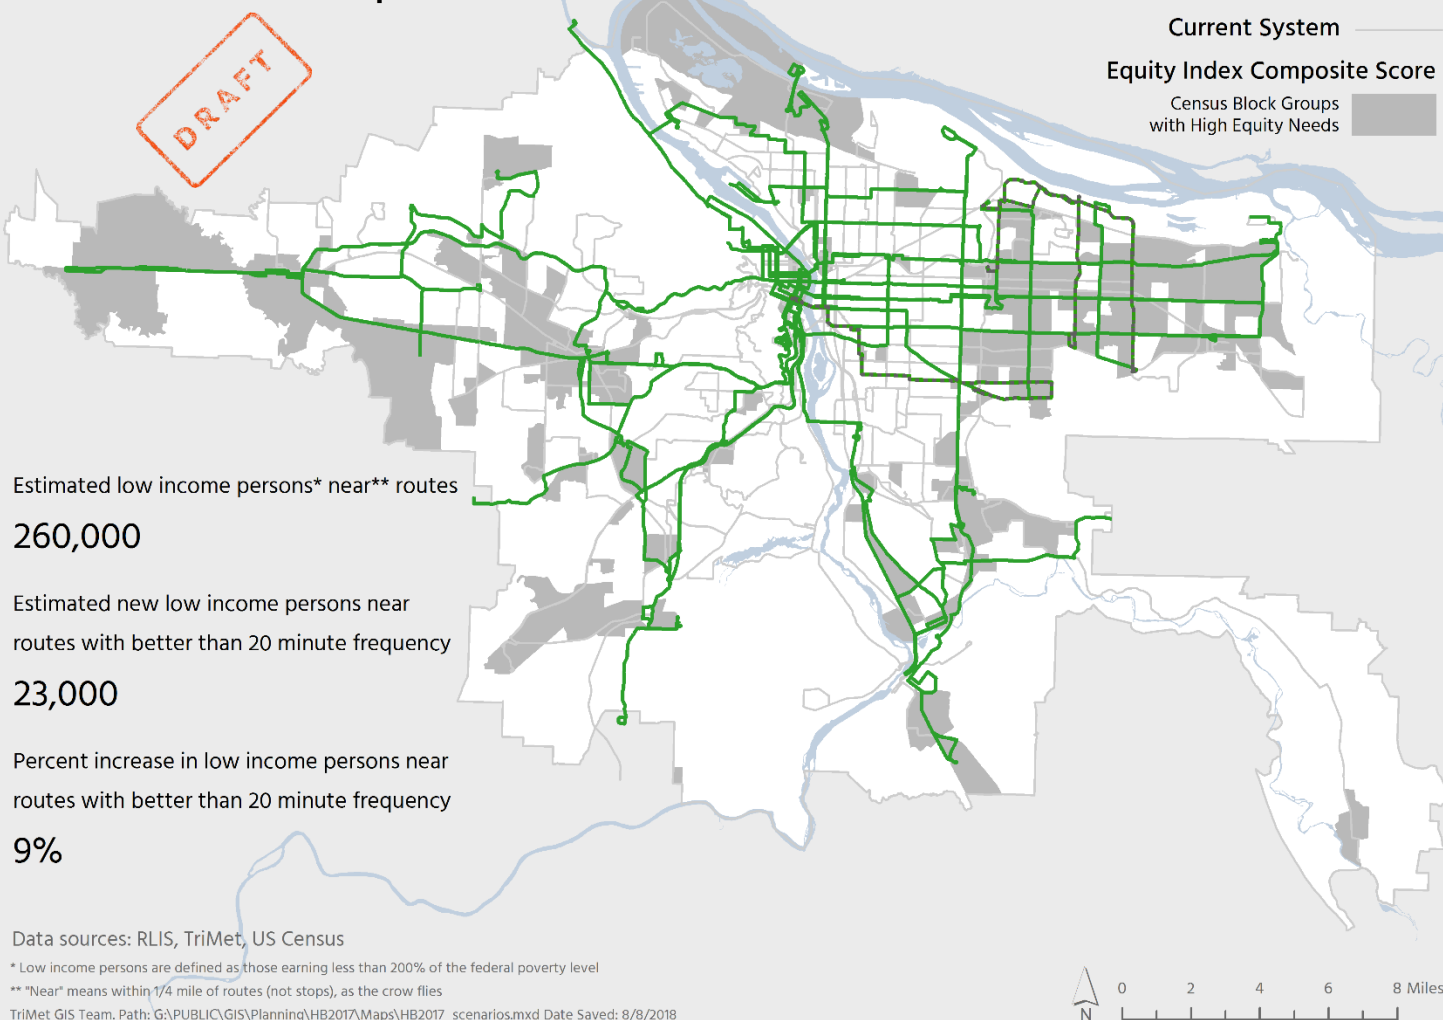 Current System
Equity Index Composite Score
Census Block Groups
with High Equity Needs
DRAFT
Estimated low income persons* near** routes
260,000
Estimated new low income persons near
routes with better than 20 minute frequency
23,000
Percent increase in low income persons near
routes with better than 20 minute frequency
9%
Data sources: RLIS, TriMet, US Census
* Low income persons are defined as those earning less than 200% of the federal poverty level
** "Near" means within 1/4 mile of routes (not stops), as the crow flies
TriMet GIS Team. Path: G:\PUBLIC\GIS\Planning\HB2017\Maps\HB2017_scenarios.mxd Date Saved: 8/8/2018
N
0 2 4 6 8 Miles